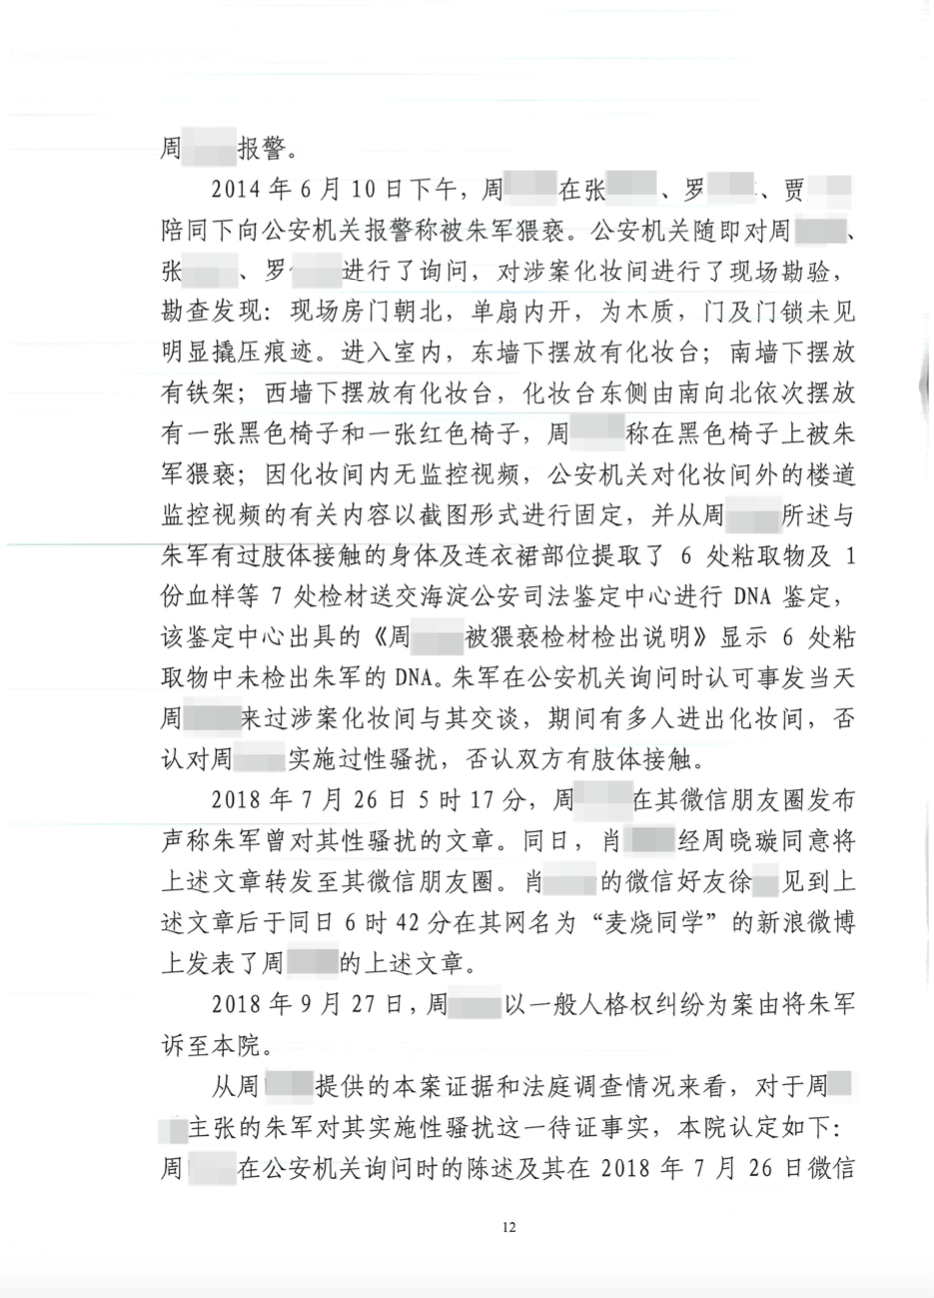 周 报警。
2014 年 6 月 10 日下午，周 在张 、罗 、贾
陪同下向公安机关报警称被朱军猥亵。公安机关随即对周 、
张 、罗 进行了询问，对涉案化妆间进行了现场勘验，
勘查发现：现场房门朝北，单扇内开，为木质，门及门锁未见
明显撬压痕迹。进入室内，东墙下摆放有化妆台；南墙下摆放
有铁架；西墙下摆放有化妆台，化妆台东侧由南向北依次摆放
有一张黑色椅子和一张红色椅子，周 称在黑色椅子上被朱
军猥亵；因化妆间内无监控视频，公安机关对化妆间外的楼道
监控视频的有关内容以截图形式进行固定，并从周 所述与
朱军有过肢体接触的身体及连衣裙部位提取了 6 处粘取物及 1
份血样等 7 处检材送交海淀公安司法鉴定中心进行 DNA 鉴定，
该鉴定中心出具的《周 被猥亵检材检出说明》显示 6 处粘
取物中未检出朱军的 DNA。朱军在公安机关询问时认可事发当天
周 来过涉案化妆间与其交谈，期间有多人进出化妆间，否
认对周 实施过性骚扰，否认双方有肢体接触。
2018 年 7 月 26 日 5 时 17 分，周 在其微信朋友圈发布
声称朱军曾对其性骚扰的文章。同日，肖 经周晓璇同意将
上述文章转发至其微信朋友圈。肖 的微信好友徐 见到上
述文章后于同日 6 时 42 分在其网名为“麦烧同学”的新浪微博
上发表了周 的上述文章。
2018 年 9 月 27 日，周 以一般人格权纠纷为案由将朱军
诉至本院。
从周 提供的本案证据和法庭调查情况来看，对于周
主张的朱军对其实施性骚扰这一待证事实，本院认定如下：
周 在公安机关询问时的陈述及其在 2018 年 7 月 26 日微信
12